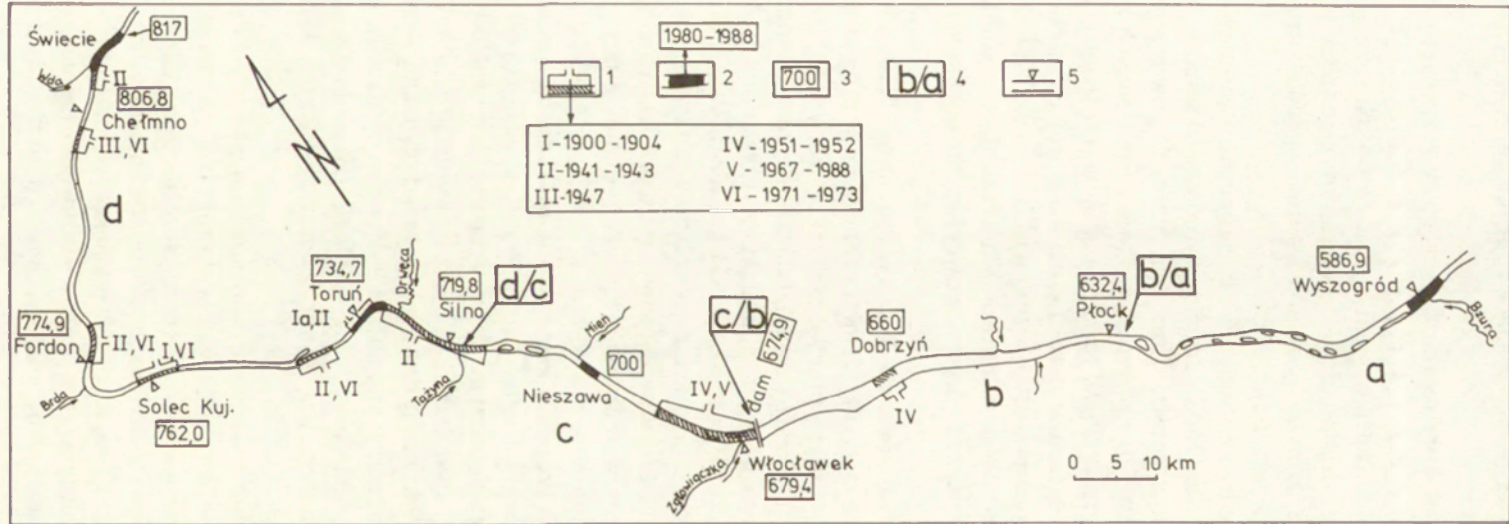 Świecie
817
Wda
II
806,8
Chełmno
III, VI
d
774,9
Fordon
II, VI
Brda
I, VI
Solec Kuj.
762,0
1980-1988
1
2
700 3
b/a 4
5
I-1900-1904
II-1941-1943
III-1947
IV-1951-1952
V-1967-1988
VI-1971-1973
734,7
Toruń
Ia, II
II, VI
Drwęca
II
719,8
Silno
d/c
Tążyna
Mień
700
Nieszawa
c
IV, V
c/b
dam
674,9
Zgłowiączka
Włocławek
679,4
660
Dobrzyń
IV
b
632,4
Płock
b/a
586,9
Wyszogród
Bzura
a
0 5 10 km